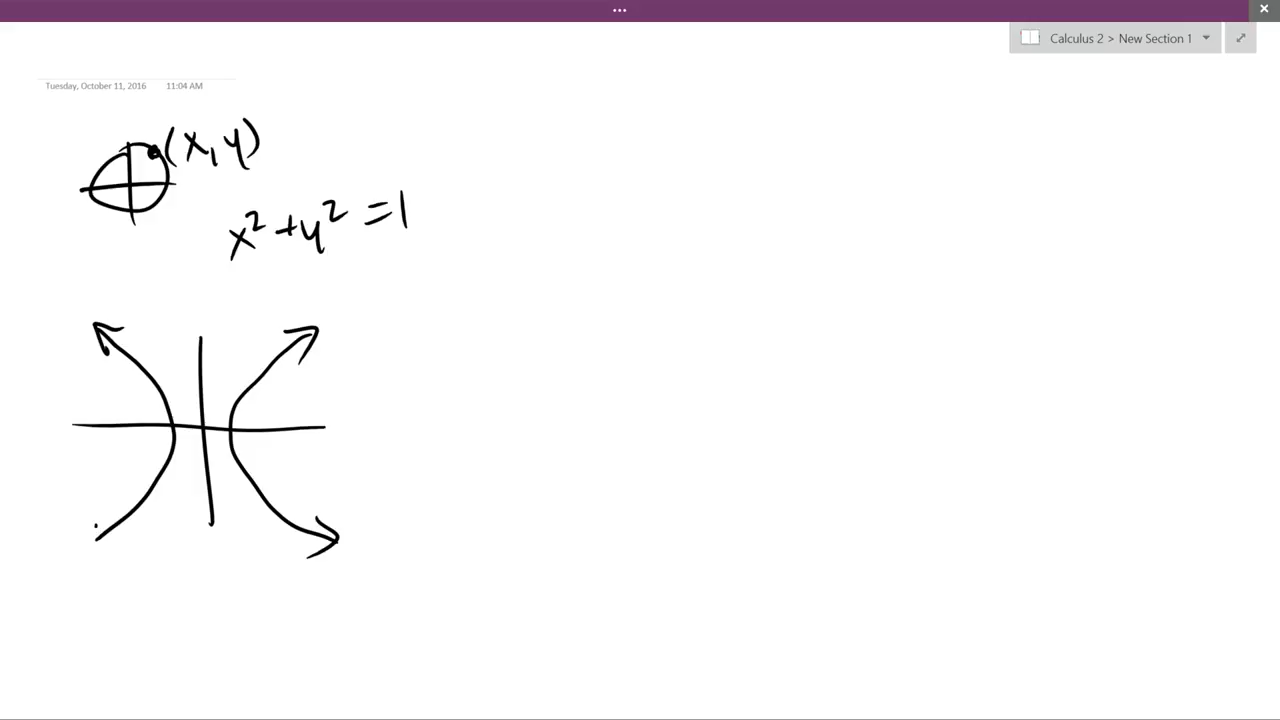 Calculus 2 > New Section 1
Tuesday, October 11, 2016 11:04 AM
(x,y)
x²+y²=1